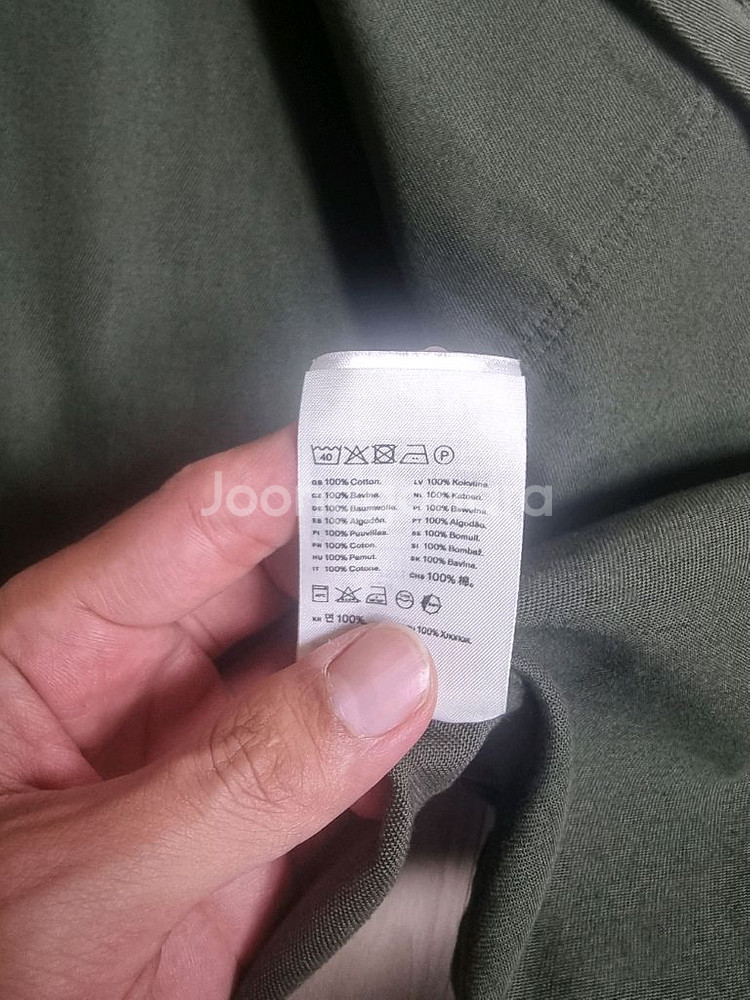 40 P
GB 100% Cotton. LV 100% Kokvilna.
CZ 100% Bavlna. NL 100% Katoen.
DE 100% Baumwolle. PL 100% Bawełna.
ES 100% Algodón. PT 100% Algodão.
FI 100% Puuvillaa. SE 100% Bomull.
FR 100% Coton. SI 100% Bombaž.
HU 100% Pamut. SK 100% Bavlna.
IT 100% Cotone. CHS 100% 棉。
KR 면 100% 100% Хлопок.